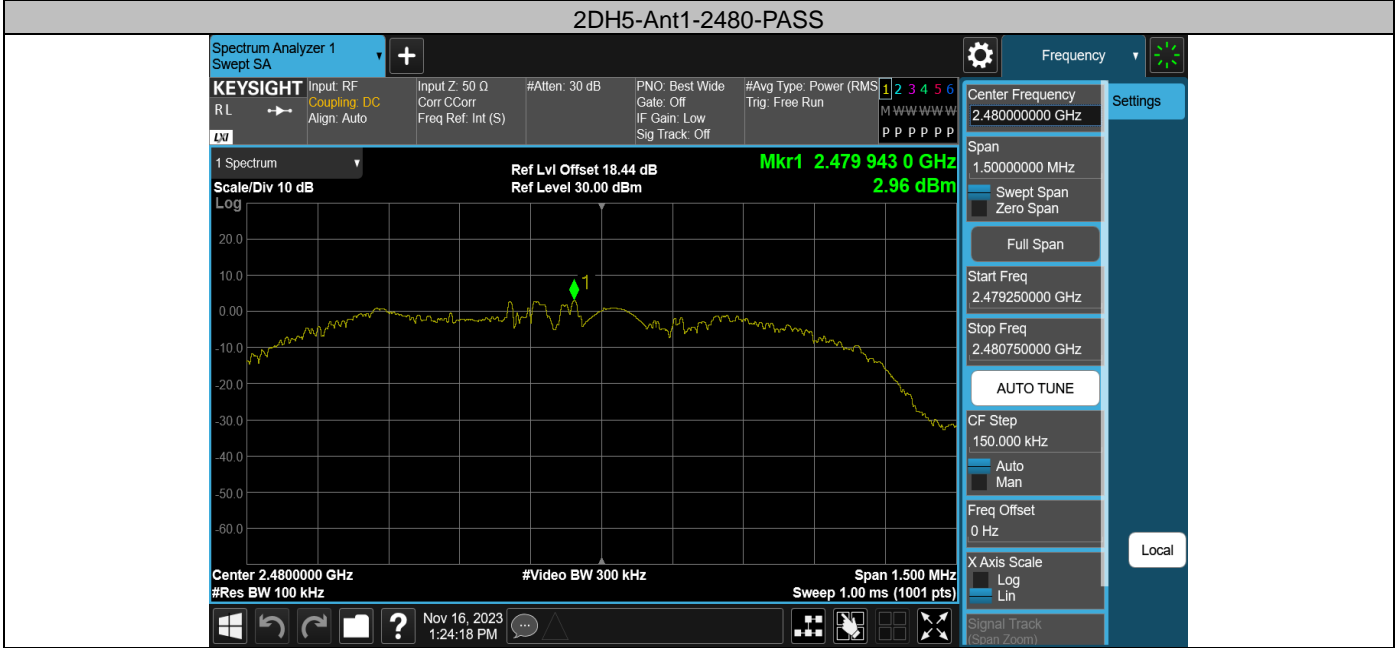 2DH5-Ant1-2480-PASS
Spectrum Analyzer 1
Swept SA
+
Frequency
KEYSIGHT
RL
LXI
Input: RF
Coupling: DC
Align: Auto
Input Z: 50 Ω
Corr CCorr
Freq Ref: Int (S)
#Atten: 30 dB
PNO: Best Wide
Gate: Off
IF Gain: Low
Sig Track: Off
#Avg Type: Power (RMS
Trig: Free Run
1 2 3 4 5 6
M W W W W W
P P P P P P
1 Spectrum
Scale/Div 10 dB
Log
Ref Lvl Offset 18.44 dB
Ref Level 30.00 dBm
Mkr1 2.479 943 0 GHz
2.96 dBm
20.0
10.0
0.00
-10.0
-20.0
-30.0
-40.0
-50.0
-60.0
1
Center 2.4800000 GHz
#Res BW 100 kHz
#Video BW 300 kHz
Span 1.500 MHz
Sweep 1.00 ms (1001 pts)
?
Nov 16, 2023
1:24:18 PM
Center Frequency
2.480000000 GHz
Settings
Span
1.50000000 MHz
Swept Span
Zero Span
Full Span
Start Freq
2.479250000 GHz
Stop Freq
2.480750000 GHz
AUTO TUNE
CF Step
150.000 kHz
Auto
Man
Freq Offset
0 Hz
X Axis Scale
Log
Lin
Signal Track
(Span Zoom)
Local